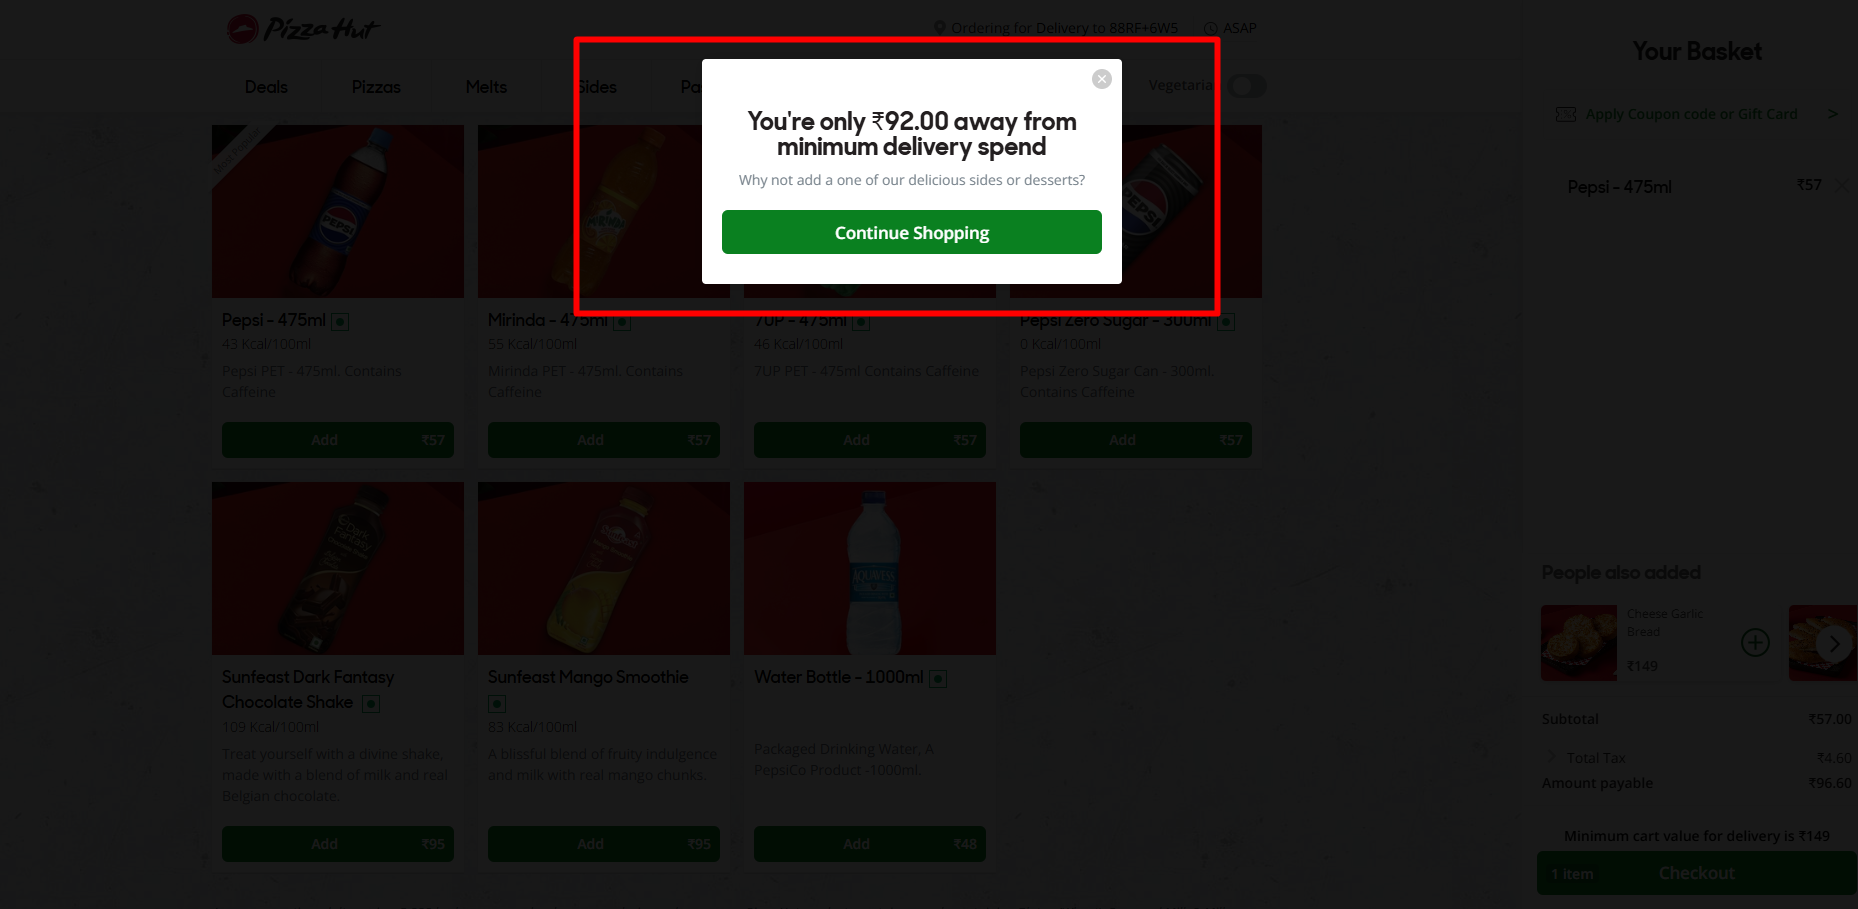 Pizza Hut
Ordering for Delivery to 88RF+6W5
ASAP
Deals
Pizzas
Melts
Sides
Pa
Vegetaria
You're only ₹92.00 away from
minimum delivery spend
Why not add a one of our delicious sides or desserts?
Continue Shopping
Most Popular
PEPSI
PEPSI
Pepsi - 475ml
43 Kcal/100ml
Pepsi PET - 475ml. Contains
Caffeine
Add ₹57
Mirinda - 475ml
55 Kcal/100ml
Mirinda PET - 475ml. Contains
Caffeine
Add ₹57
7UP - 475ml
46 Kcal/100ml
7UP PET - 475ml Contains Caffeine
Add ₹57
Pepsi Zero Sugar - 300ml
0 Kcal/100ml
Pepsi Zero Sugar Can - 300ml.
Contains Caffeine
Add ₹57
Dark
Fantasy
Sunfeast Dark Fantasy
Chocolate Shake
109 Kcal/100ml
Treat yourself with a divine shake,
made with a blend of milk and real
Belgian chocolate.
Add ₹95
Sunfeast Mango Smoothie
83 Kcal/100ml
A blissful blend of fruity indulgence
and milk with real mango chunks.
Add ₹95
Water Bottle - 1000ml
Packaged Drinking Water, A
PepsiCo Product -1000ml.
Add ₹48
Your Basket
Apply Coupon code or Gift Card >
Pepsi - 475ml ₹57
People also added
Cheese Garlic
Bread
₹149
Subtotal ₹57.00
Total Tax ₹4.60
Amount payable ₹96.60
Minimum cart value for delivery is ₹149
1 item Checkout